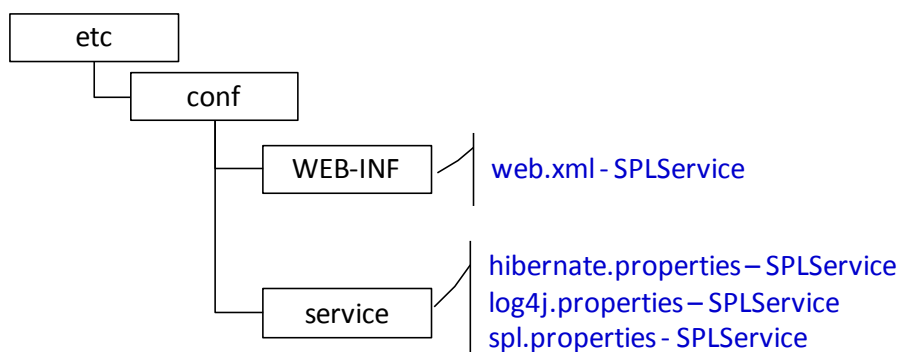 etc
conf
WEB-INF
web.xml - SPLService
hibernate.properties – SPLService
log4j.properties – SPLService
service
spl.properties - SPLService